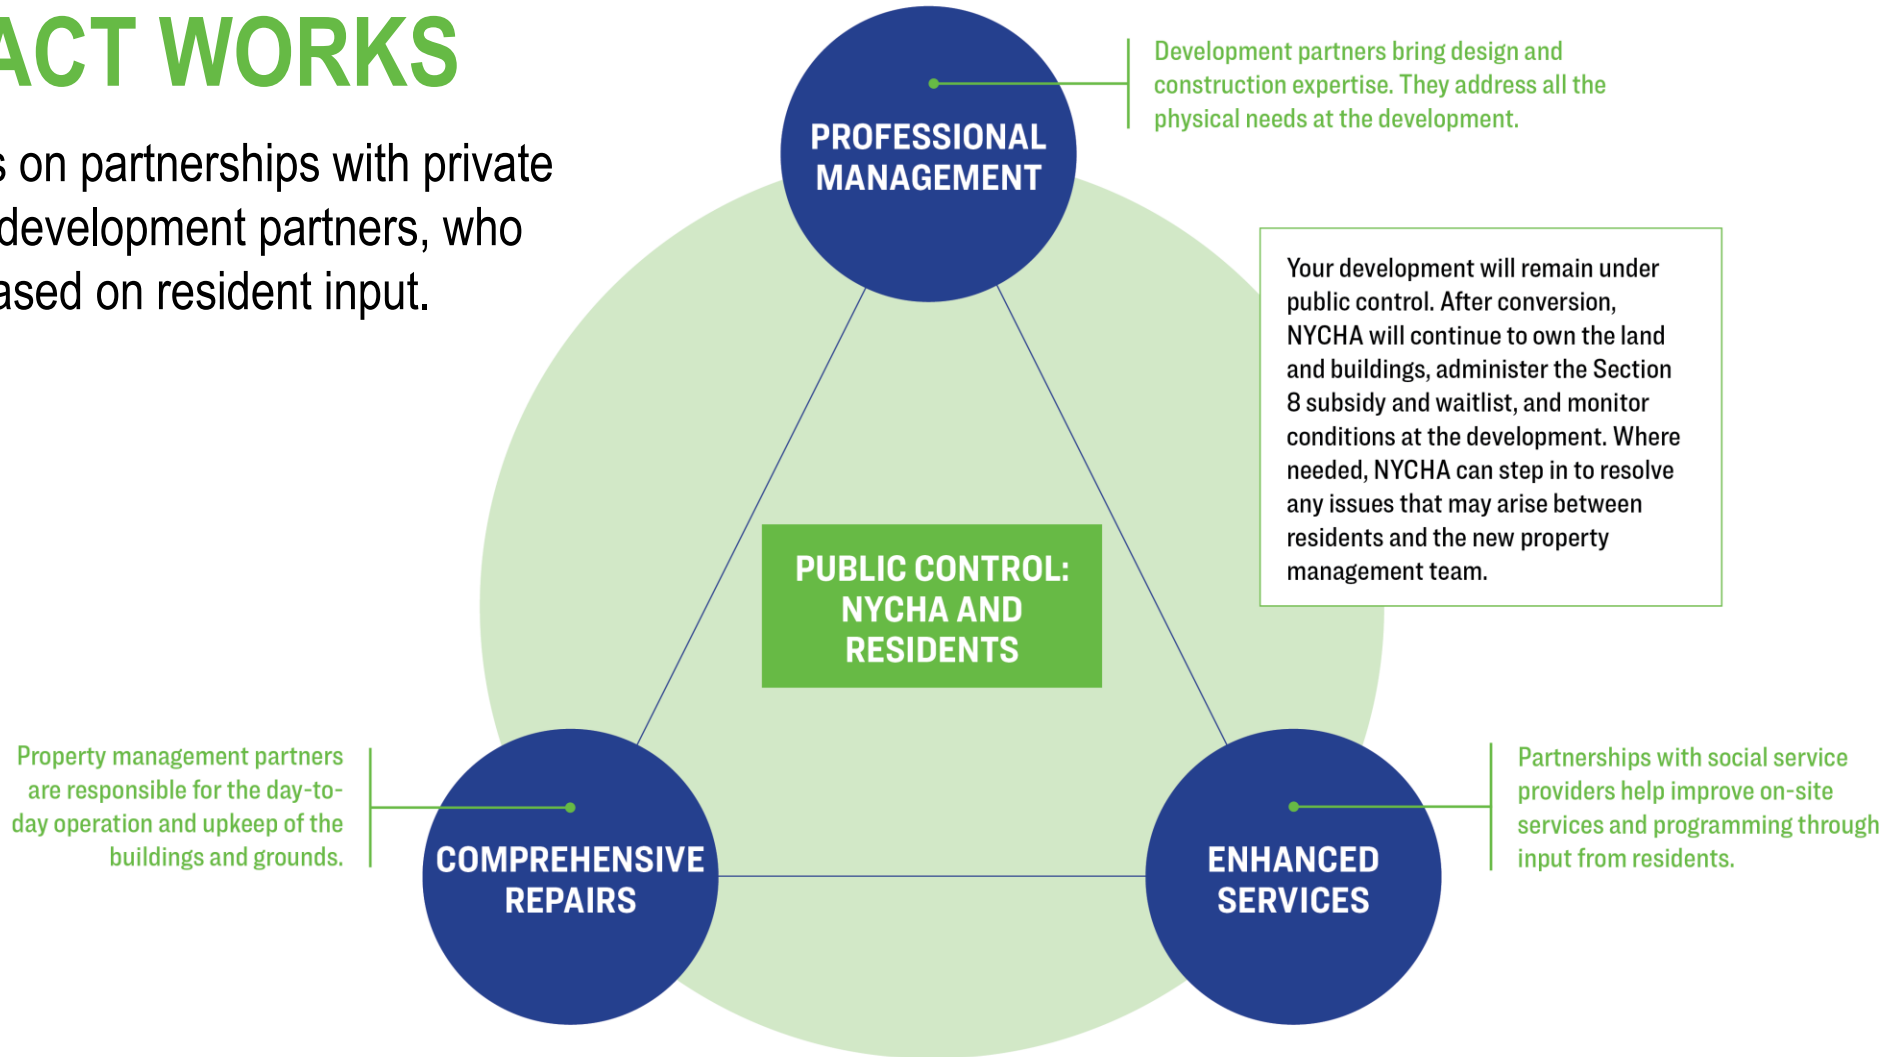 ACT WORKS
s on partnerships with private
development partners, who
ased on resident input.
PROFESSIONAL
MANAGEMENT
Development partners bring design and
construction expertise. They address all the
physical needs at the development.
Your development will remain under
public control. After conversion,
NYCHA will continue to own the land
and buildings, administer the Section
8 subsidy and waitlist, and monitor
conditions at the development. Where
needed, NYCHA can step in to resolve
any issues that may arise between
residents and the new property
management team.
PUBLIC CONTROL:
NYCHA AND
RESIDENTS
Property management partners
are responsible for the day-to-
day operation and upkeep of the
buildings and grounds.
COMPREHENSIVE
REPAIRS
ENHANCED
SERVICES
Partnerships with social service
providers help improve on-site
services and programming through
input from residents.